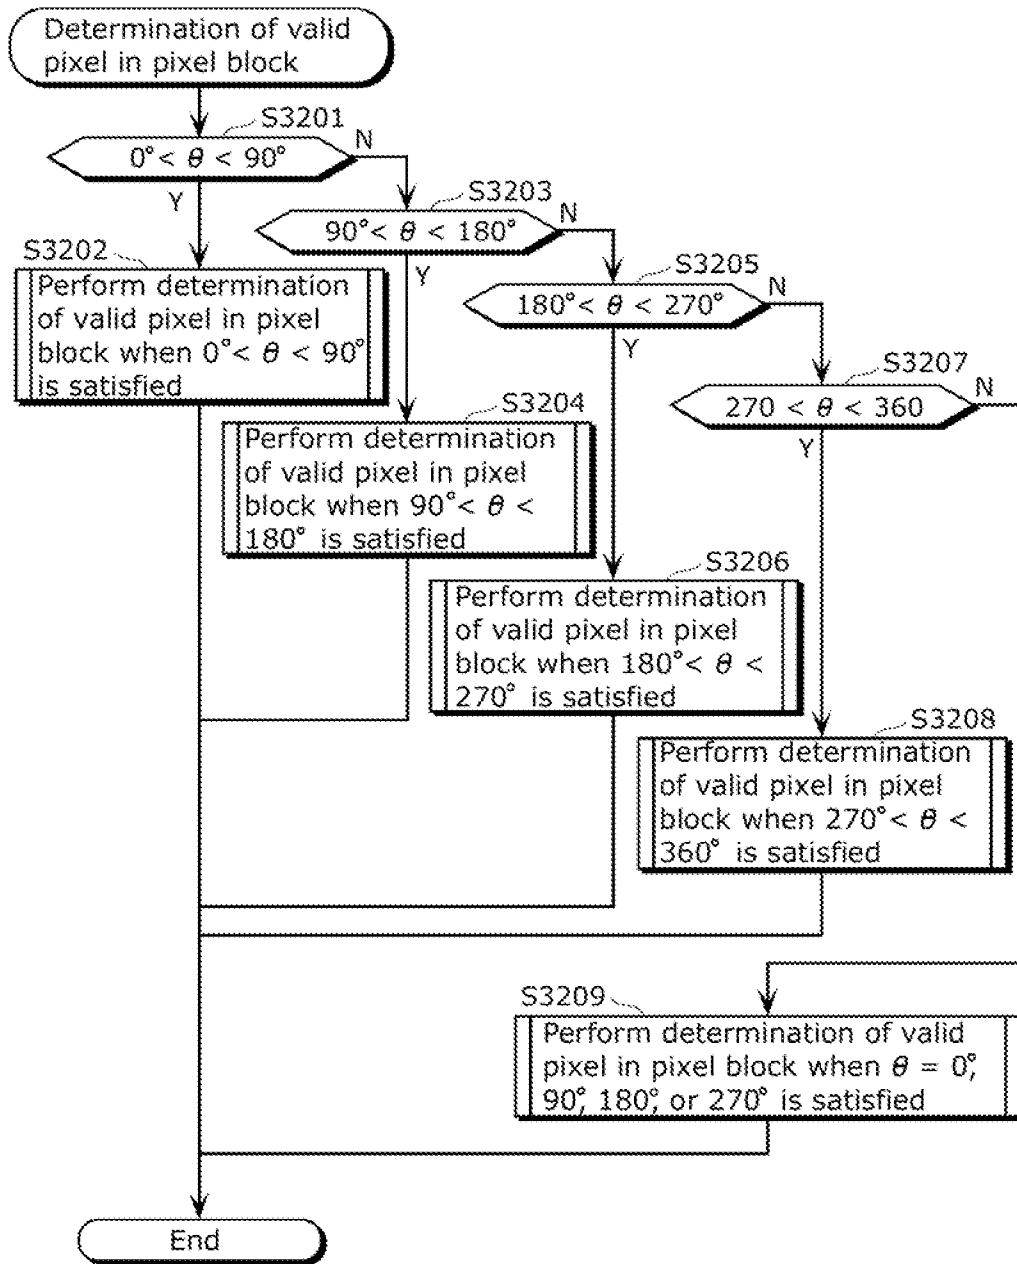 Determination of valid
pixel in pixel block
S3201
0°< θ < 90°
N
Y
S3203
90°< θ < 180°
N
Y
S3202
Perform determination
of valid pixel in pixel
block when 0°< θ < 90°
is satisfied
S3205
180°< θ < 270°
N
Y
S3207
270 < θ < 360
N
Y
S3204
Perform determination
of valid pixel in pixel
block when 90°< θ <
180° is satisfied
S3206
Perform determination
of valid pixel in pixel
block when 180°< θ <
270° is satisfied
S3208
Perform determination
of valid pixel in pixel
block when 270°< θ <
360° is satisfied
S3209
Perform determination of valid
pixel in pixel block when θ = 0°,
90°, 180°, or 270° is satisfied
End